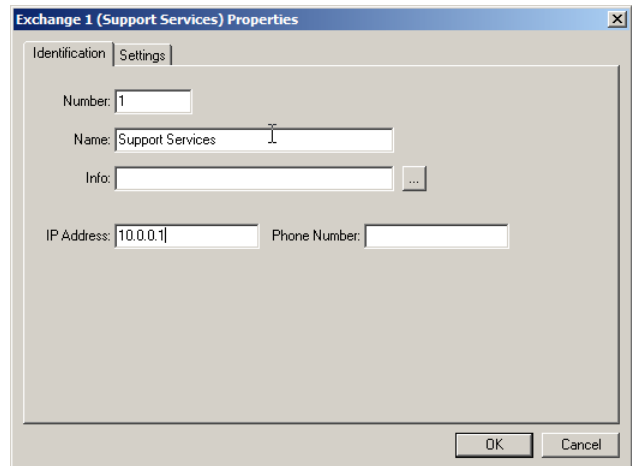 Exchange 1 (Support Services) Properties
Identification Settings
Number: 1
Name: Support Services
Info: ...
IP Address: 10.0.0.1 Phone Number:
OK Cancel